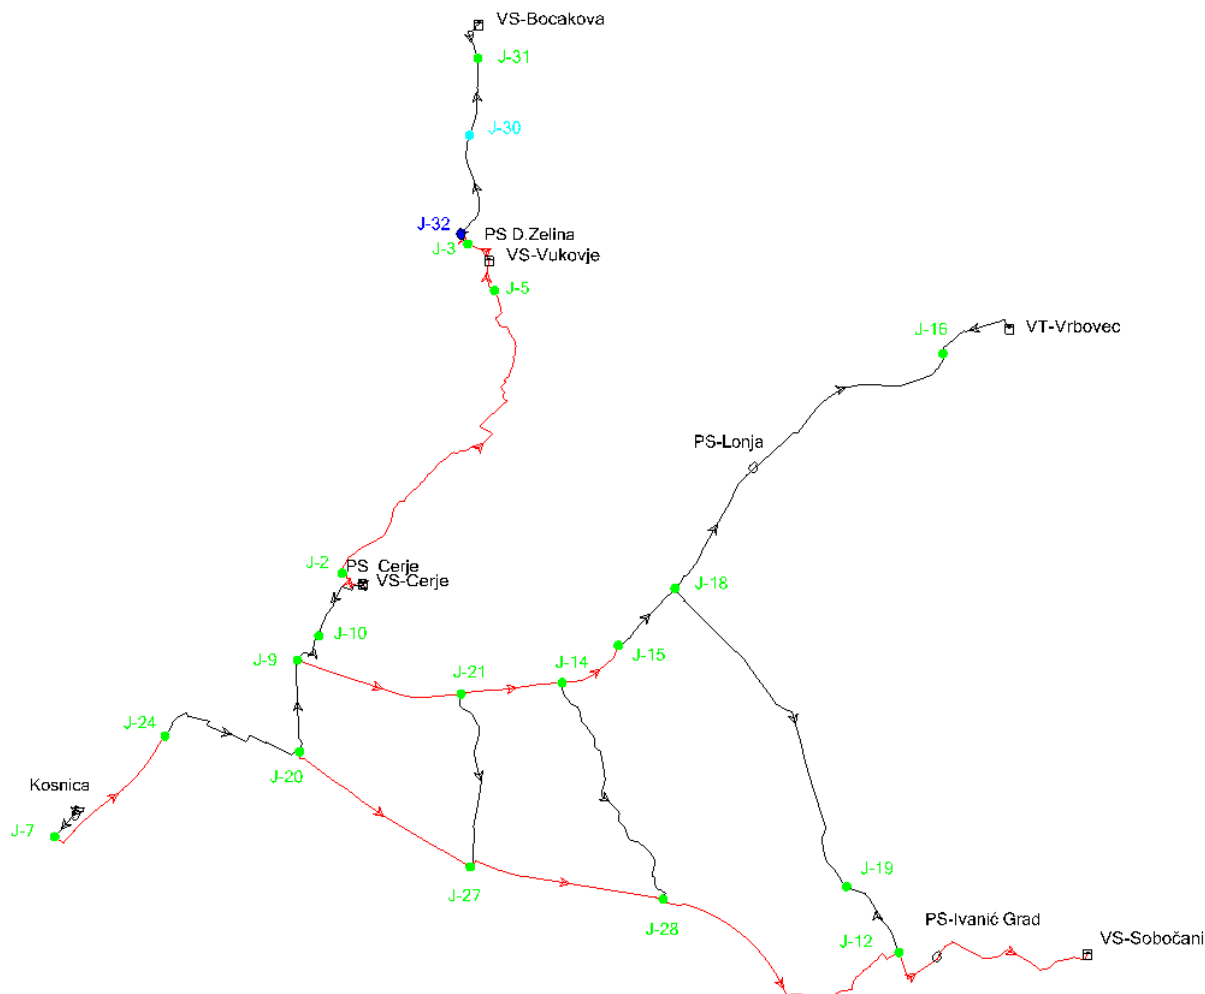 VS-Bocakova
J-31
J-30
J-32
PS D.Zelina
J-3
VS-Vukovje
J-5
VT-Vrbovec
J-16
PS-Lonja
J-2
PS Cerje
VS-Cerje
J-18
J-10
J-15
J-9
J-14
J-21
J-24
J-20
Kosnica
J-7
J-27
J-19
J-28
PS-Ivanić Grad
J-12
VS-Sobočani